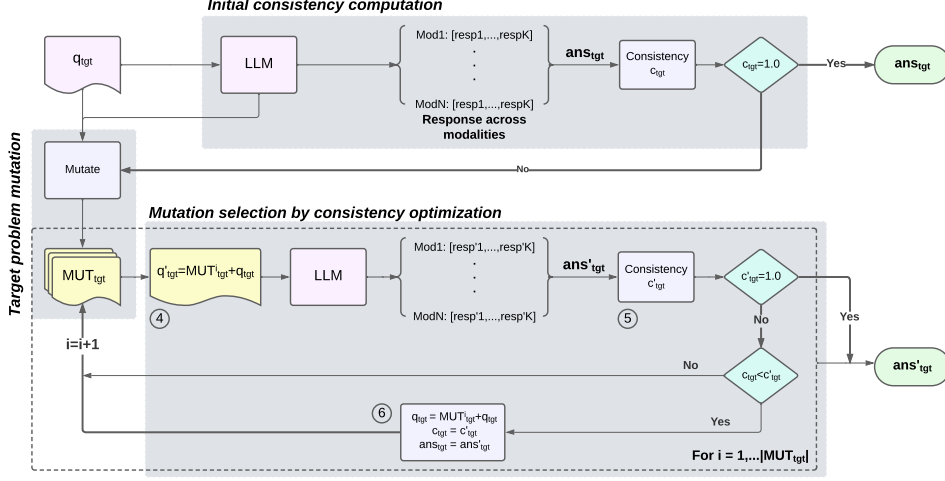 Initial consistency computation
q_tgt
LLM
Mod1: [resp1,...,respK]
.
.
.
ModN: [resp1,...,respK]
Response across
modalities
ans_tgt
Consistency
c_tgt
c_tgt=1.0
Yes
ans_tgt
No
Target problem mutation
Mutate
MUT_tgt
Mutation selection by consistency optimization
q'_tgt=MUT^i_tgt+q_tgt
4
LLM
Mod1: [resp'1,...,resp'K]
.
.
.
ModN: [resp'1,...,resp'K]
ans'_tgt
Consistency
c'_tgt
5
c'_tgt=1.0
No
Yes
c_tgt<c'_tgt
ans'_tgt
No
Yes
i=i+1
6
q_tgt = MUT^i_tgt+q_tgt
c_tgt = c'_tgt
ans_tgt = ans'_tgt
For i = 1,...|MUT_tgt|